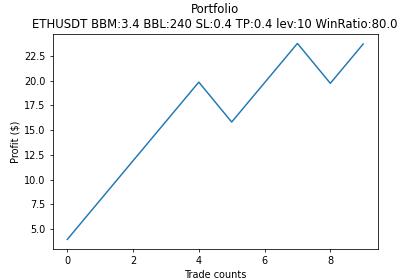 Portfolio
ETHUSDT BBM:3.4 BBL:240 SL:0.4 TP:0.4 lev:10 WinRatio:80.0
22.5
20.0
17.5
15.0
12.5
10.0
7.5
5.0
Profit ($)
0 2 4 6 8
Trade counts